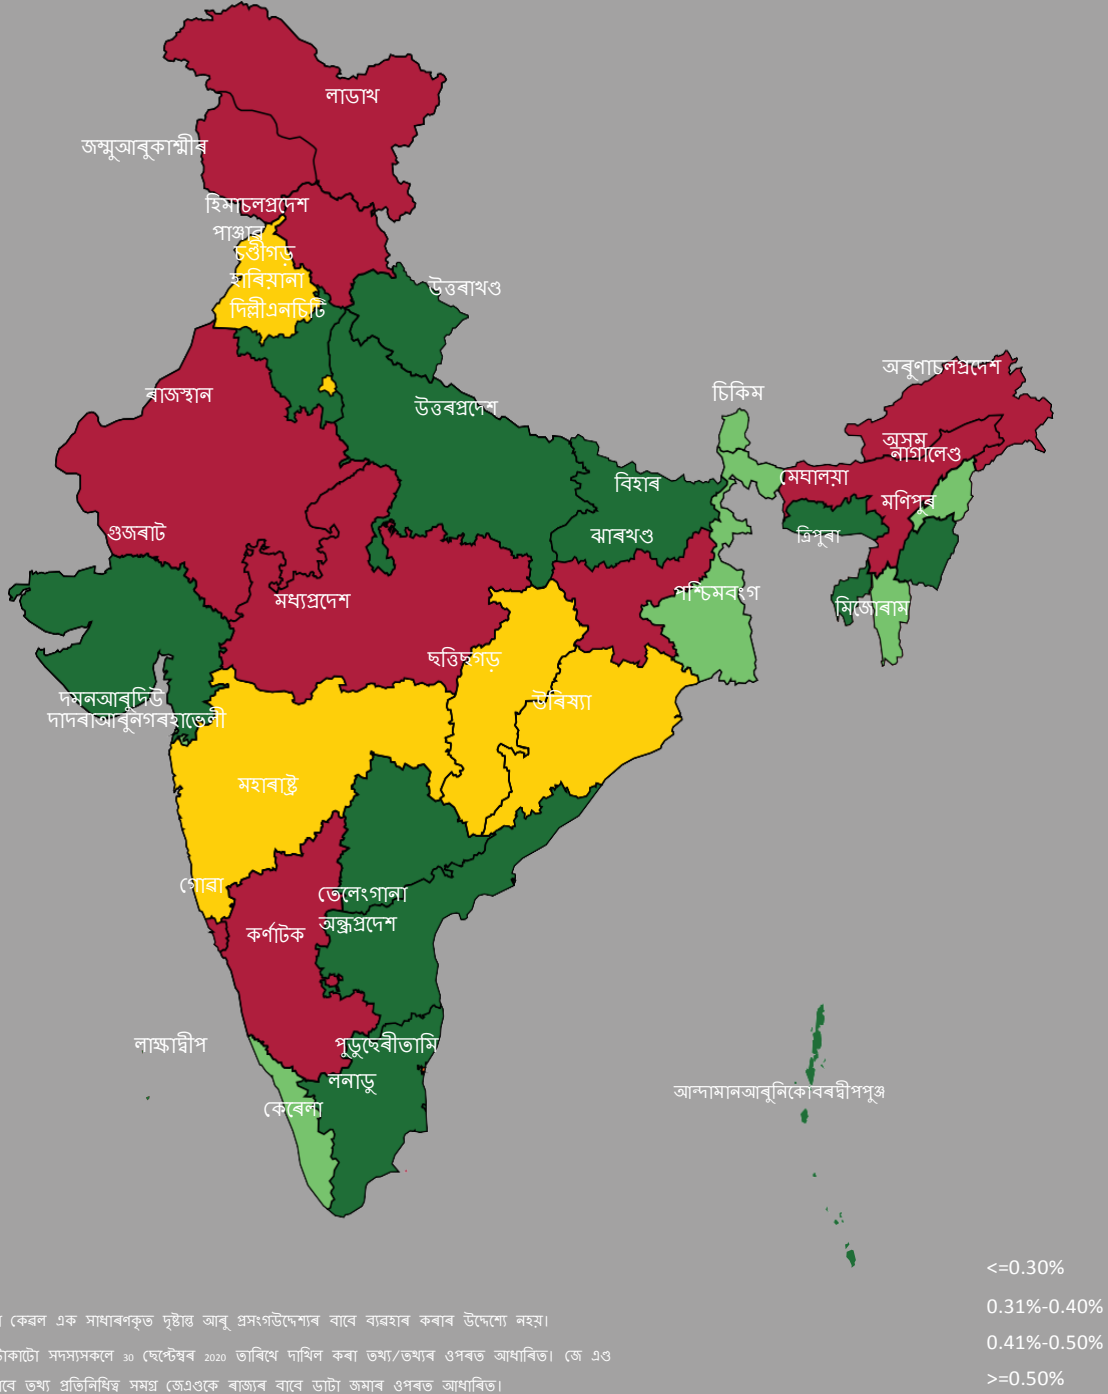 লাডাখ
জম্মুআৰুকাশ্মীৰ
হিমাচলপ্ৰদেশ
পাঞ্জাব
চণ্ডীগড়
হাৰিয়ানা
দিল্লীএনচিটি
উত্তৰাখণ্ড
ৰাজস্থান
উত্তৰপ্ৰদেশ
চিকিম
অৰুণাচলপ্ৰদেশ
অসম
নাগালেণ্ড
মেঘালয়া
মণিপুৰ
বিহাৰ
গুজৰাট
ঝাৰখণ্ড
ত্ৰিপুৰা
মধ্যপ্ৰদেশ
পশ্চিমবংগ
মিজোৰাম
ছত্তিছগড়
দমনআৰুদিউ
দাদৰাআৰুনগৰহাভেলী
উৰিষ্যা
মহাৰাষ্ট্ৰ
গোৱা
তেলেংগানা
কৰ্ণাটক
অন্ধ্ৰপ্ৰদেশ
লাক্ষাদ্বীপ
পুডুছেৰীতামি
লনাডু
কেৰেলা
আন্দামানআৰুনিকোবৰদ্বীপপুঞ্জ
<=0.30%
0.31%-0.40%
0.41%-0.50%
>=0.50%
কেৱল এক সাধাৰণকৃত দৃষ্টান্ত আৰু প্ৰসংগউদ্দেশ্যৰ বাবে ব্যৱহাৰ কৰাৰ উদ্দেশ্যে নহয়।
সদস্যসকলে 30 ছেপ্টেম্বৰ 2020 তাৰিখে দাখিল কৰা তথ্য/তথ্যৰ ওপৰত আধাৰিত। জে এণ্ড
তথ্য প্ৰতিনিধিত্ব সমগ্ৰ জেএণ্ডকে ৰাজ্যৰ বাবে ডাটা জমাৰ ওপৰত আধাৰিত।